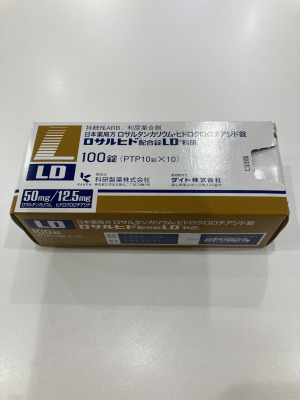 持続性ARB/利尿薬合剤
日本薬局方 ロサルタンカリウム・ヒドロクロロチアジド錠
ロサルヒド配合錠LD「科研」
100錠 (PTP10錠×10)
LD
科研製薬株式会社
ダイト株式会社
50mg/12.5mg
ロサルタンカリウム ヒドロクロロチアジド
開封口
LD
日本薬局方 ロサルタンカリウム・ヒドロクロロチアジド錠
ロサルヒド配合錠LD「科研」
100錠